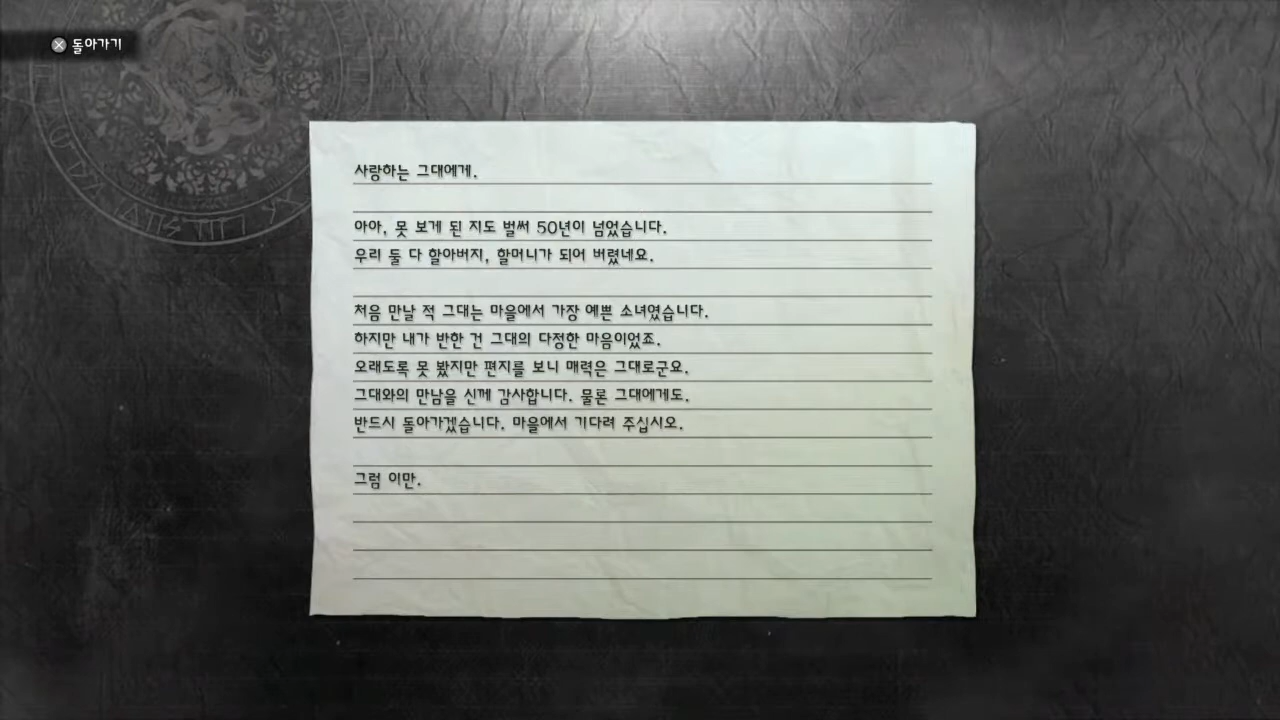 돌아가기
사랑하는 그대에게.
아아, 못 보게 된 지도 벌써 50년이 넘었습니다.
우리 둘 다 할아버지, 할머니가 되어 버렸네요.
처음 만날 적 그대는 마을에서 가장 예쁜 소녀였습니다.
하지만 내가 반한 건 그대의 다정한 마음이었죠.
오래도록 못 봤지만 편지를 보니 매력은 그대로군요.
그대와의 만남을 신께 감사합니다. 물론 그대에게도.
반드시 돌아가겠습니다. 마을에서 기다려 주십시오.
그럼 이만.